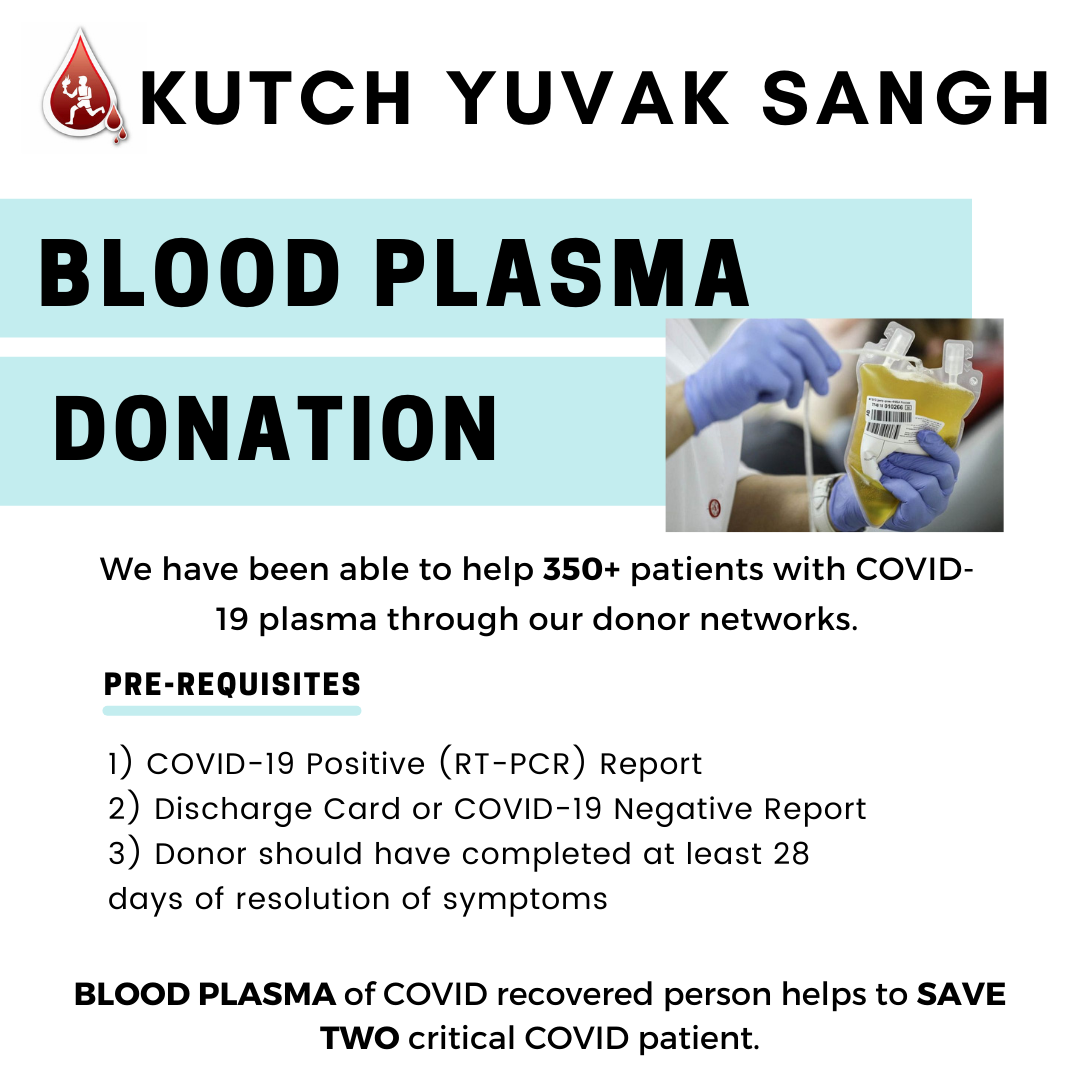 KUTCH YUVAK SANGH
BLOOD PLASMA
DONATION
010266
We have been able to help 350+ patients with COVID-
19 plasma through our donor networks.
PRE-REQUISITES
1) COVID-19 Positive (RT-PCR) Report
2) Discharge Card or COVID-19 Negative Report
3) Donor should have completed at least 28
days of resolution of symptoms
BLOOD PLASMA of COVID recovered person helps to SAVE
TWO critical COVID patient.